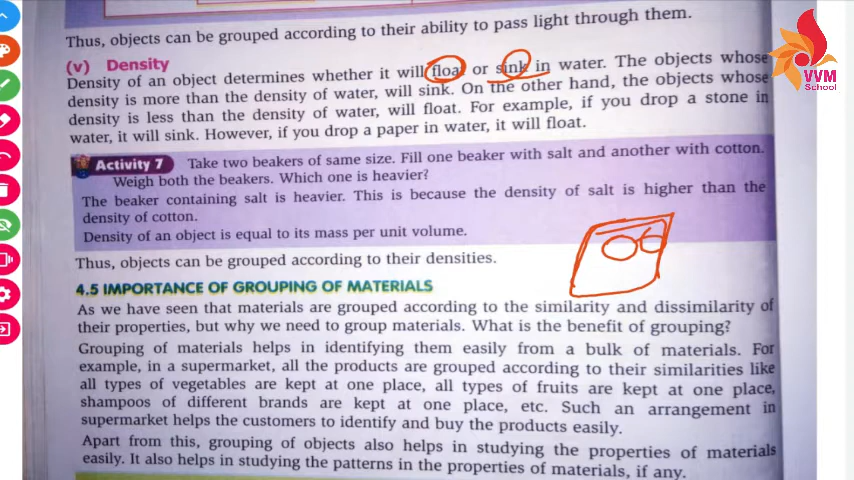 Thus, objects can be grouped according to their ability to pass light through them.
(v) Density
Density of an object determines whether it will float or sink in water. The objects whose
density is more than the density of water, will sink. On the other hand, the objects whose
density is less than the density of water, will float. For example, if you drop a stone in
water, it will sink. However, if you drop a paper in water, it will float.
Activity 7 Take two beakers of same size. Fill one beaker with salt and another with cotton.
Weigh both the beakers. Which one is heavier?
The beaker containing salt is heavier. This is because the density of salt is higher than the
density of cotton.
Density of an object is equal to its mass per unit volume.
Thus, objects can be grouped according to their densities.
4.5 IMPORTANCE OF GROUPING OF MATERIALS
As we have seen that materials are grouped according to the similarity and dissimilarity of
their properties, but why we need to group materials. What is the benefit of grouping?
Grouping of materials helps in identifying them easily from a bulk of materials. For
example, in a supermarket, all the products are grouped according to their similarities like
all types of vegetables are kept at one place, all types of fruits are kept at one place,
shampoos of different brands are kept at one place, etc. Such an arrangement in
supermarket helps the customers to identify and buy the products easily.
Apart from this, grouping of objects also helps in studying the properties of materials
easily. It also helps in studying the patterns in the properties of materials, if any.
VVM
School